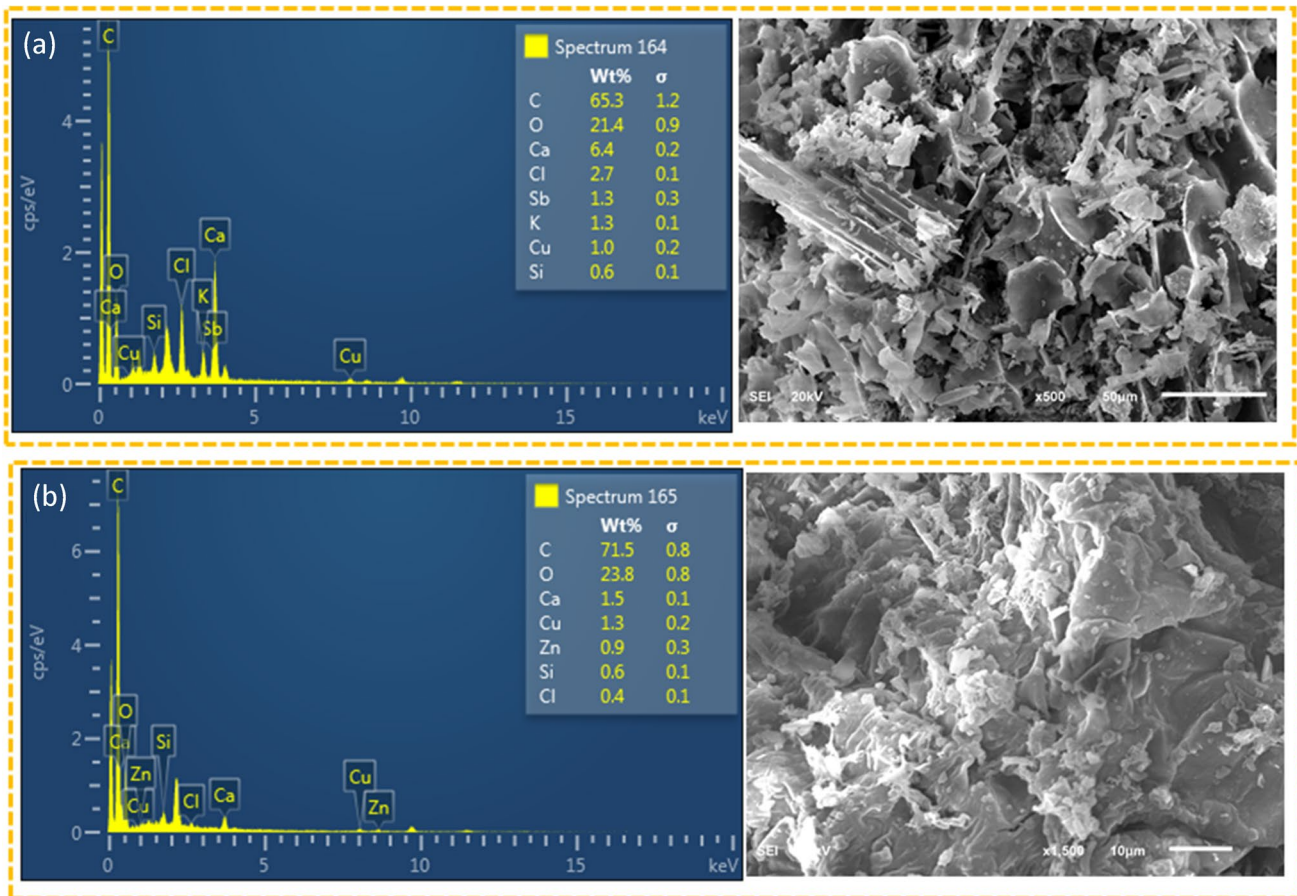 (a)
Spectrum 164
Wt% σ
C 65.3 1.2
O 21.4 0.9
Ca 6.4 0.2
Cl 2.7 0.1
Sb 1.3 0.3
K 1.3 0.1
Cu 1.0 0.2
Si 0.6 0.1
C
O
Ca
Cu
Si
Cl
K
Ca
Sb
Cu
cps/eV
4
2
0
0 5 10 15 keV
SEI 20kV x500 50μm
(b)
Spectrum 165
Wt% σ
C 71.5 0.8
O 23.8 0.8
Ca 1.5 0.1
Cu 1.3 0.2
Zn 0.9 0.3
Si 0.6 0.1
Cl 0.4 0.1
C
O
Ca
Zn
Cu
Si
Cl
Ca
Cu
Zn
cps/eV
6
4
2
0
0 5 10 15 keV
SEI x1,500 10μm